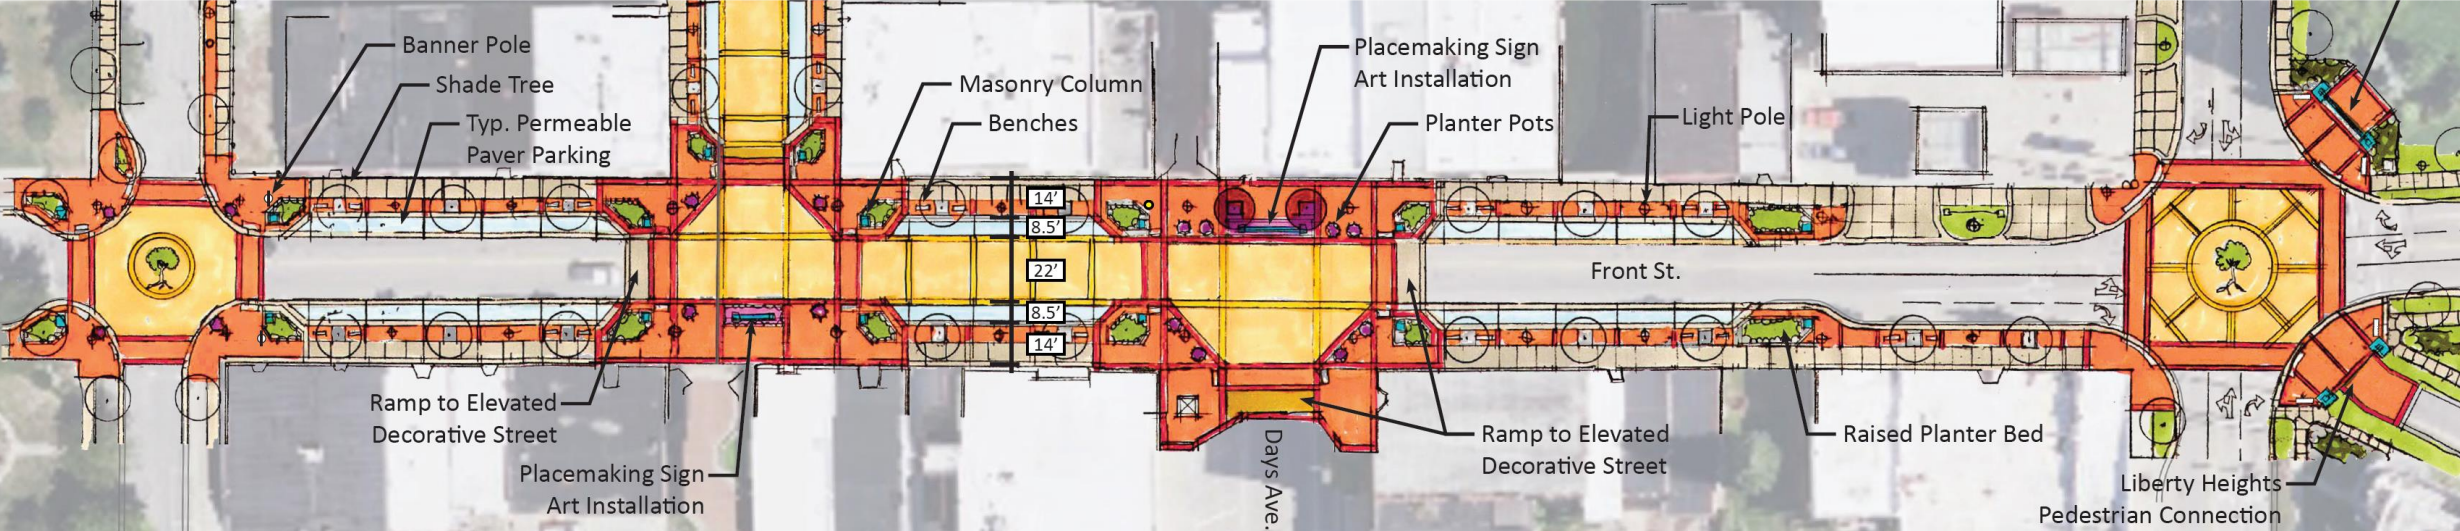 Banner Pole
Shade Tree
Typ. Permeable
Paver Parking
Masonry Column
Benches
Placemaking Sign
Art Installation
Planter Pots
Light Pole
14'
8.5'
22'
8.5'
14'
Front St.
Ramp to Elevated
Decorative Street
Placemaking Sign
Art Installation
Days Ave.
Ramp to Elevated
Decorative Street
Raised Planter Bed
Liberty Heights
Pedestrian Connection